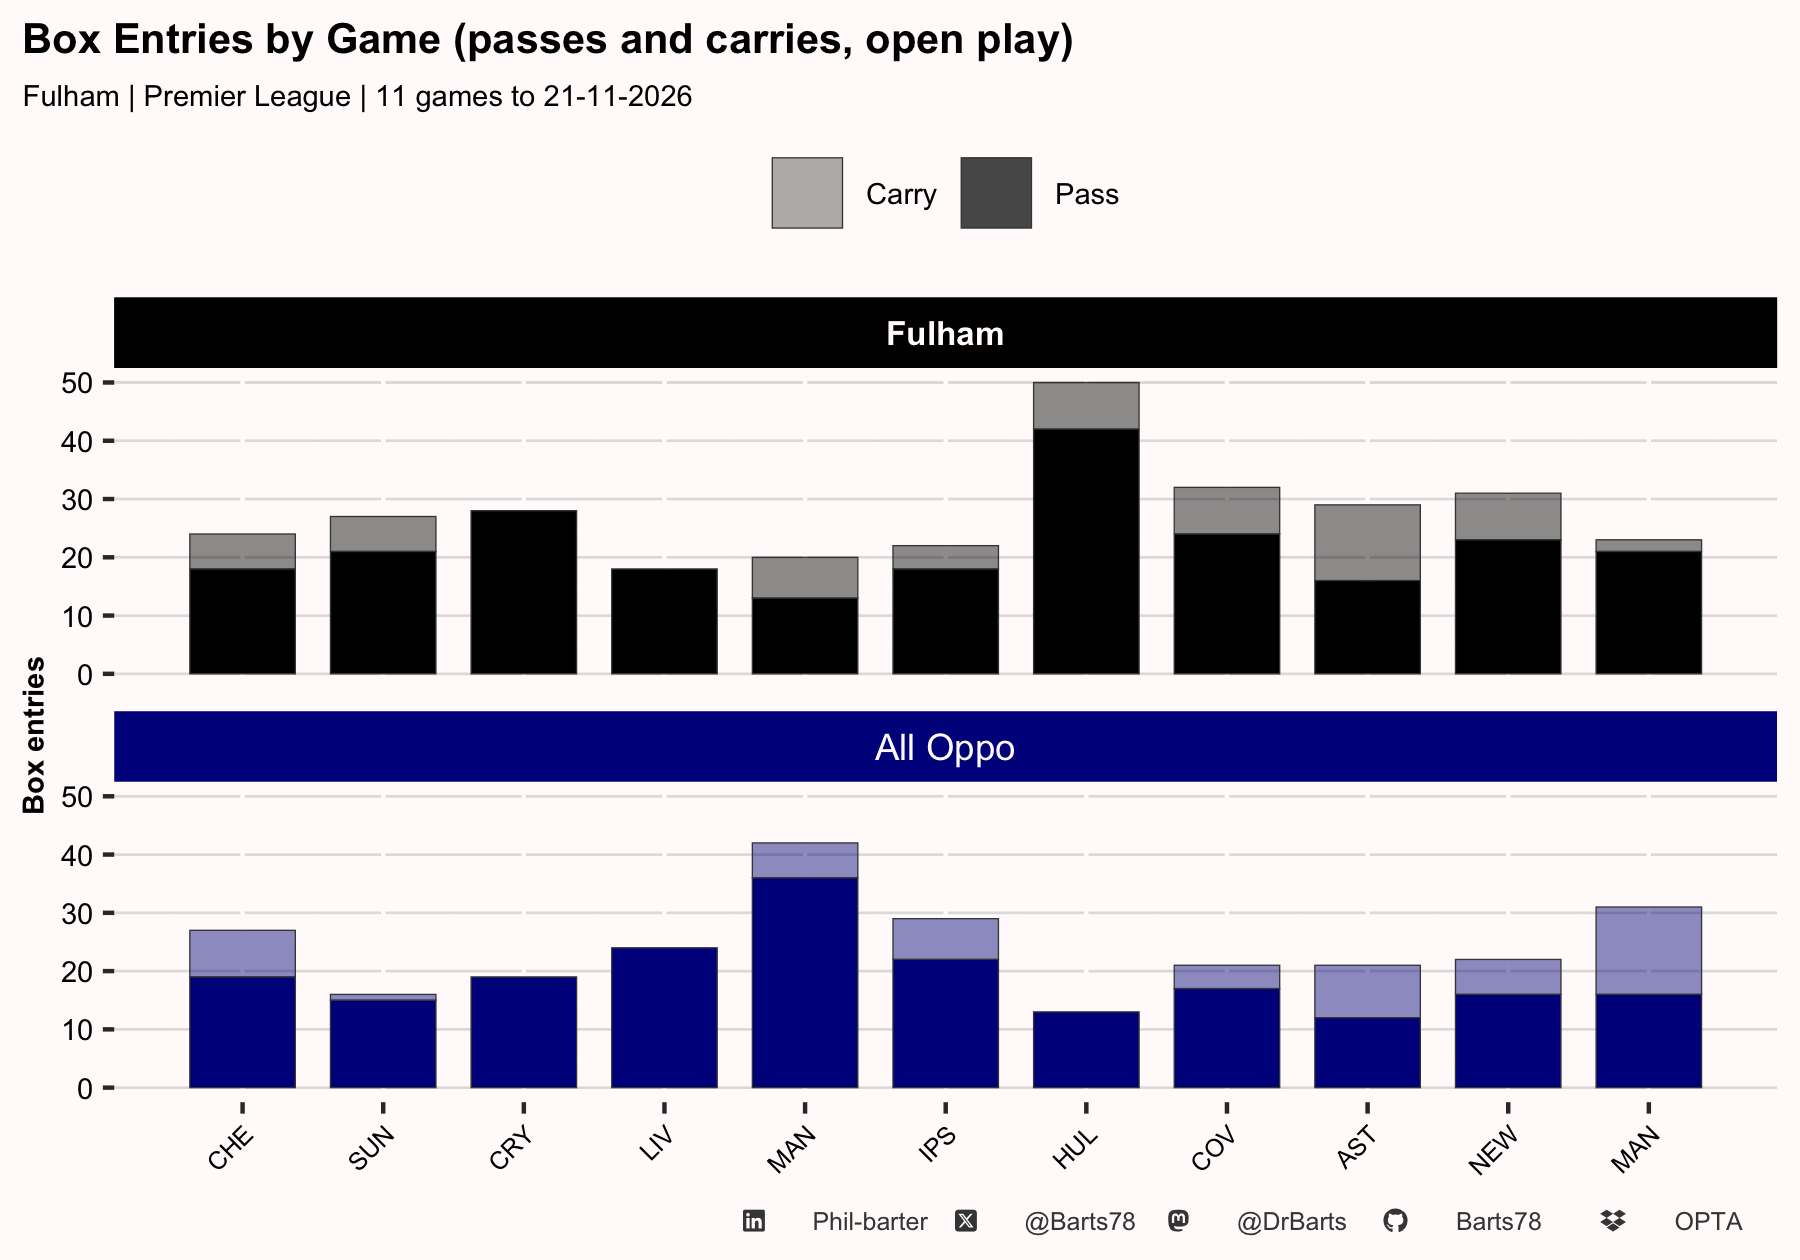 Box Entries by Game (passes and carries, open play)
Fulham | Premier League | 11 games to 21-11-2026
Carry Pass
Fulham
50
40
30
20
10
0
Box entries
All Oppo
50
40
30
20
10
0
CHE SUN CRY LIV MAN IPS HUL COV AST NEW MAN
Phil-barter @Barts78 @DrBarts Barts78 OPTA